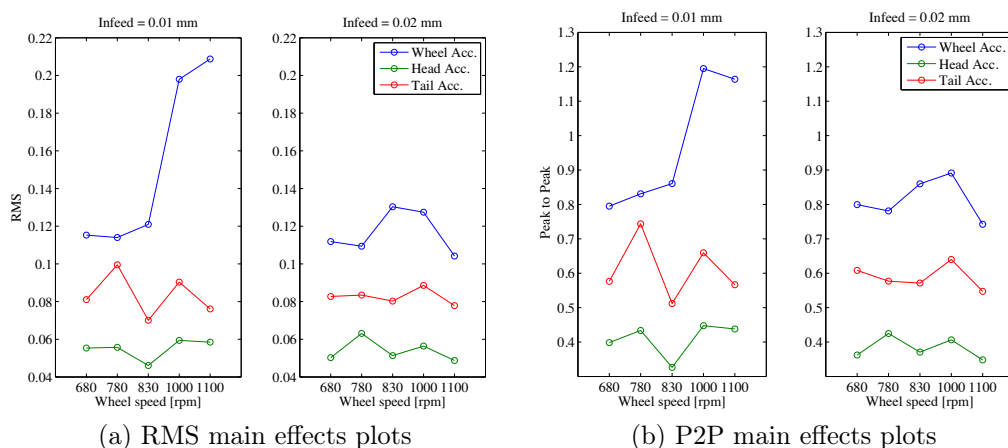 Infeed = 0.01 mm
0.22
0.2
0.18
0.16
0.14
0.12
0.1
0.08
0.06
0.04
RMS
680 780 830 1000 1100
Wheel speed [rpm]
Infeed = 0.02 mm
0.22
0.2
0.18
0.16
0.14
0.12
0.1
0.08
0.06
0.04
Wheel Acc.
Head Acc.
Tail Acc.
680 780 830 1000 1100
Wheel speed [rpm]
(a) RMS main effects plots
Infeed = 0.01 mm
1.3
1.2
1.1
1
0.9
0.8
0.7
0.6
0.5
0.4
Peak to Peak
680 780 830 1000 1100
Wheel speed [rpm]
Infeed = 0.02 mm
1.3
1.2
1.1
1
0.9
0.8
0.7
0.6
0.5
0.4
Wheel Acc.
Head Acc.
Tail Acc.
680 780 830 1000 1100
Wheel speed [rpm]
(b) P2P main effects plots